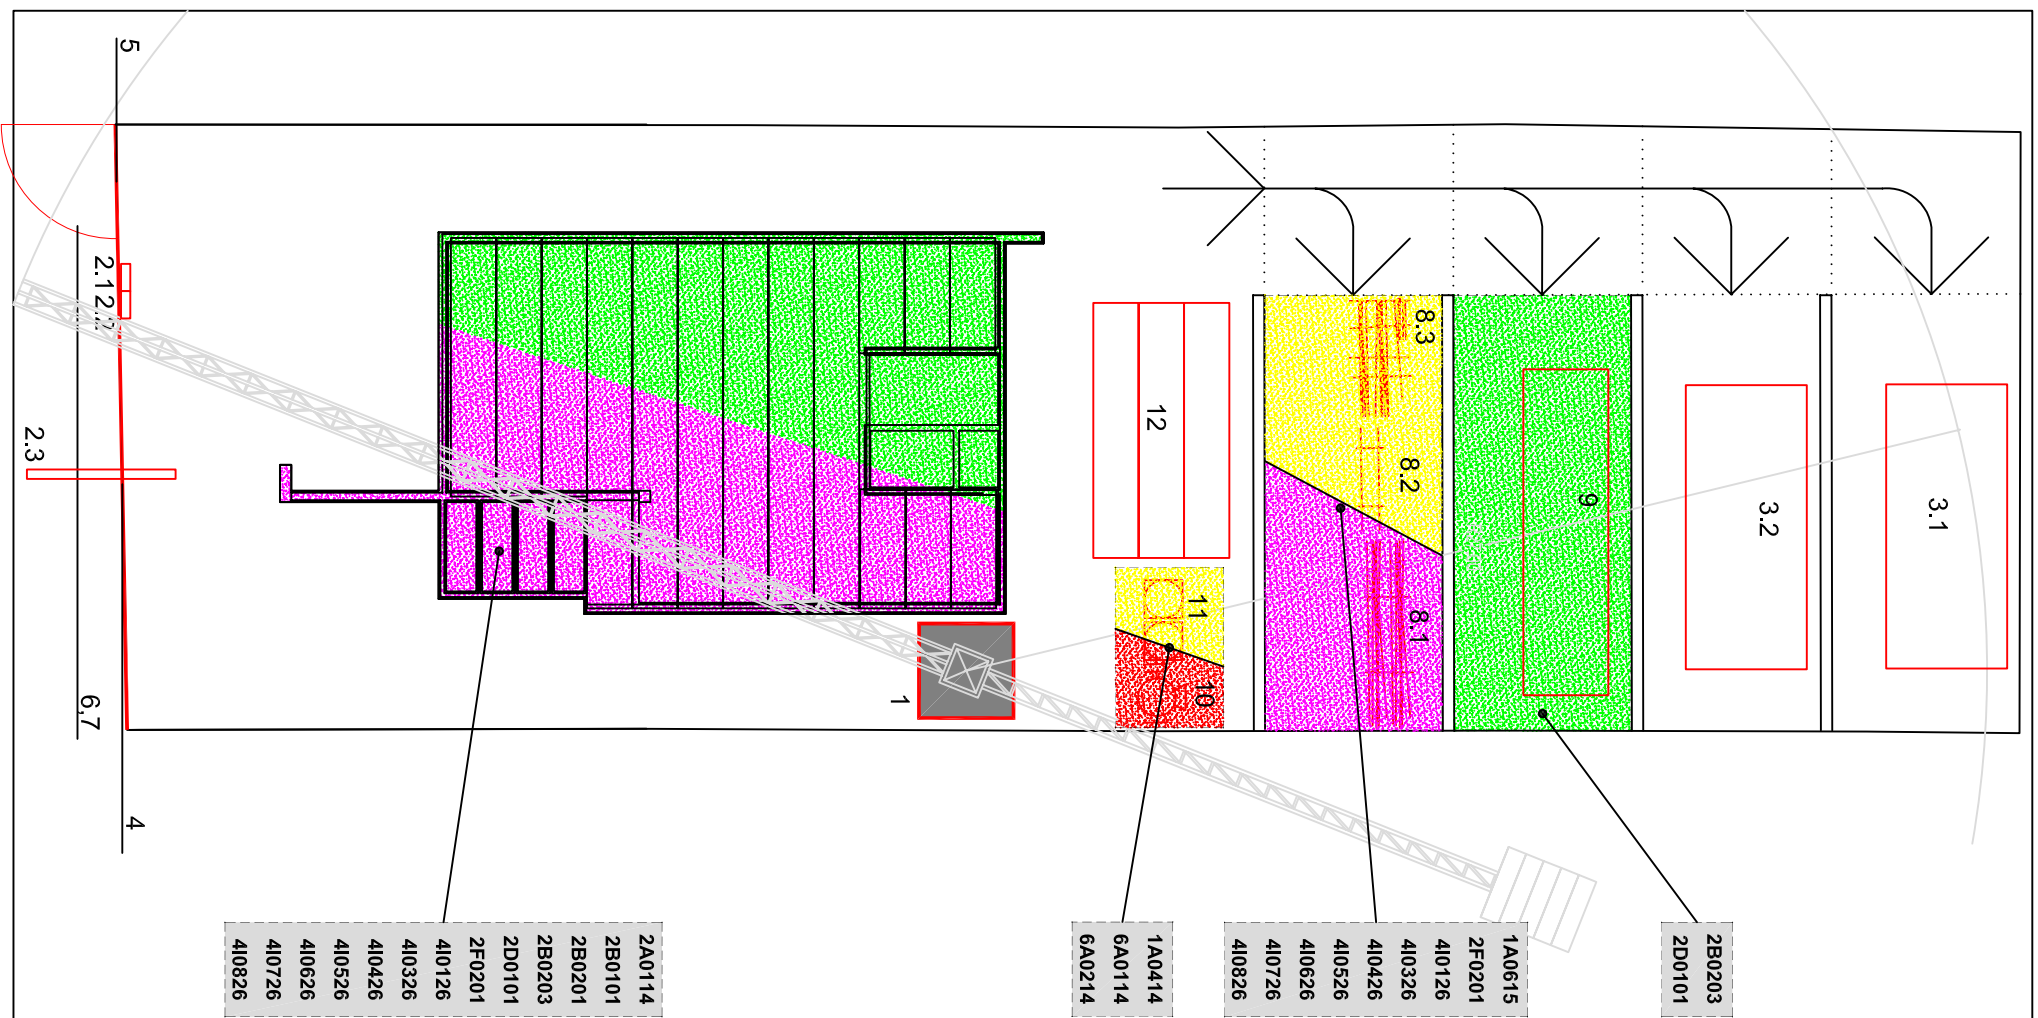 5
2.1
2.2
2.3
6,7
4
1
12
11
10
8.3
8.2
8.1
9
3.2
3.1
2A0114
2B0101
2B0201
2B0203
2D0101
2F0201
4I0126
4I0326
4I0426
4I0526
4I0626
4I0726
4I0826
1A0414
6A0114
6A0214
1A0615
2F0201
4I0126
4I0326
4I0426
4I0526
4I0626
4I0726
4I0826
2B0203
2D0101